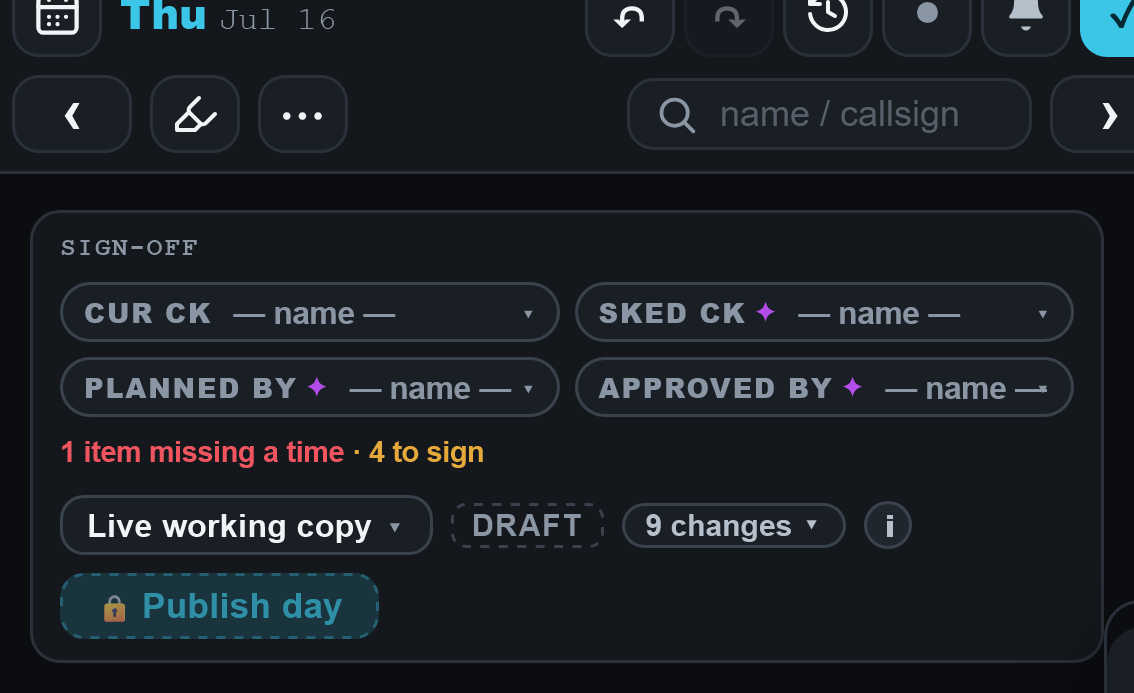 Thu Jul 16
name / callsign
SIGN-OFF
CUR CK — name —
SKED CK ✦ — name —
PLANNED BY ✦ — name —
APPROVED BY ✦ — name —
1 item missing a time · 4 to sign
Live working copy
DRAFT
9 changes
i
Publish day